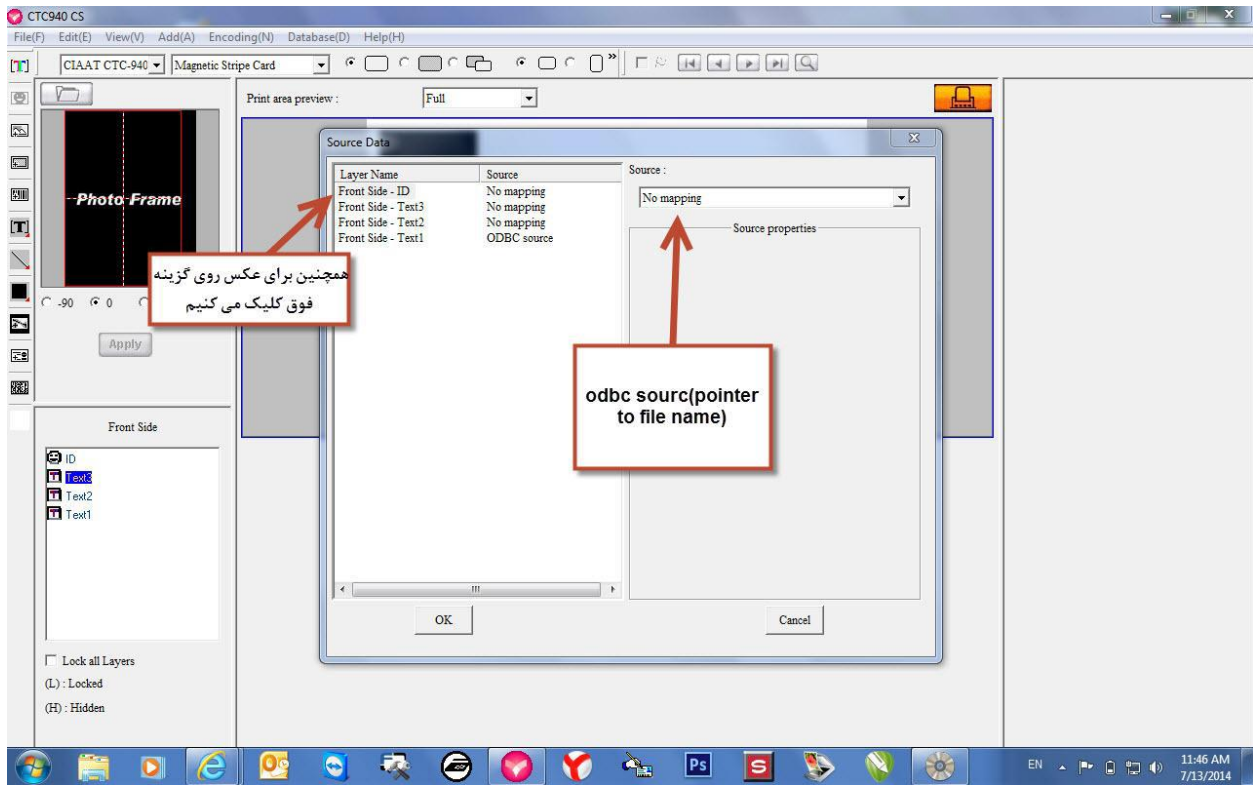 CTC940 CS
File(F) Edit(E) View(V) Add(A) Encoding(N) Database(D) Help(H)
CIAAT CTC-940 Magnetic Stripe Card
Print area preview : Full
Photo Frame
-90 0
Apply
Source Data
Layer Name Source
Front Side - ID No mapping
Front Side - Text3 No mapping
Front Side - Text2 No mapping
Front Side - Text1 ODBC source
Source :
No mapping
Source properties
همچنین برای عکس روی گزینه
فوق کلیک می کنیم
odbc sourc(pointer
to file name)
OK Cancel
Front Side
ID
Text3
Text2
Text1
Lock all Layers
(L) : Locked
(H) : Hidden
Ps S
EN 11:46 AM
7/13/2014